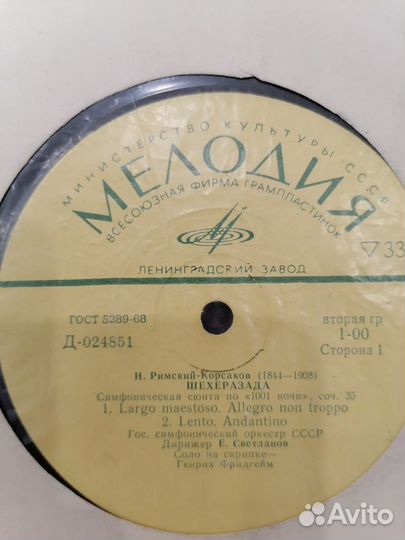 МИНИСТЕРСТВО КУЛЬТУРЫ СССР
МЕЛОДИЯ
ВСЕСОЮЗНАЯ ФИРМА ГРАМПЛАСТИНОК
▽33
ЛЕНИНГРАДСКИЙ ЗАВОД
ГОСТ 5289-68
Д-024851
вторая гр
1-00
Сторона 1
Н. Римский-Корсаков (1844—1908)
ШЕХЕРАЗАДА
Симфоническая сюита по «1001 ночи», соч. 35
1. Largo maestoso. Allegro non troppo
2. Lento. Andantino
Гос. симфонический оркестр СССР
Дирижер Е. Светланов
Соло на скрипке—
Генрих Фридгейм
Avito